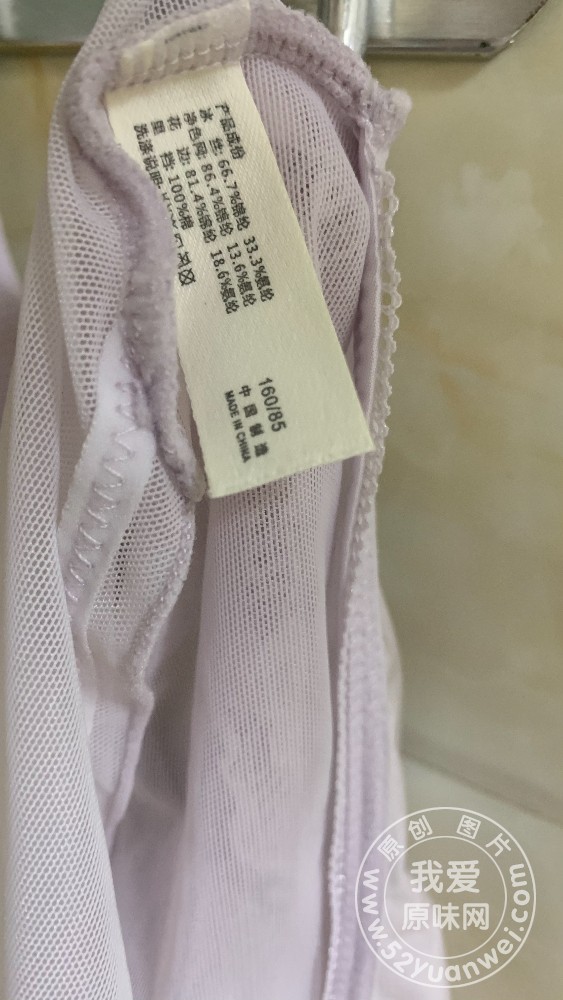 产品成份
冰 丝: 66.7%锦纶 33.3%氨纶
净色网: 86.4%锦纶 13.6%氨纶
花 边: 81.4%锦纶 18.6%氨纶
里 裆: 100%棉
洗涤说明:
160/85
中国制造
MADE IN CHINA
原创图片
我爱
原味网
www.52yuanwei.com